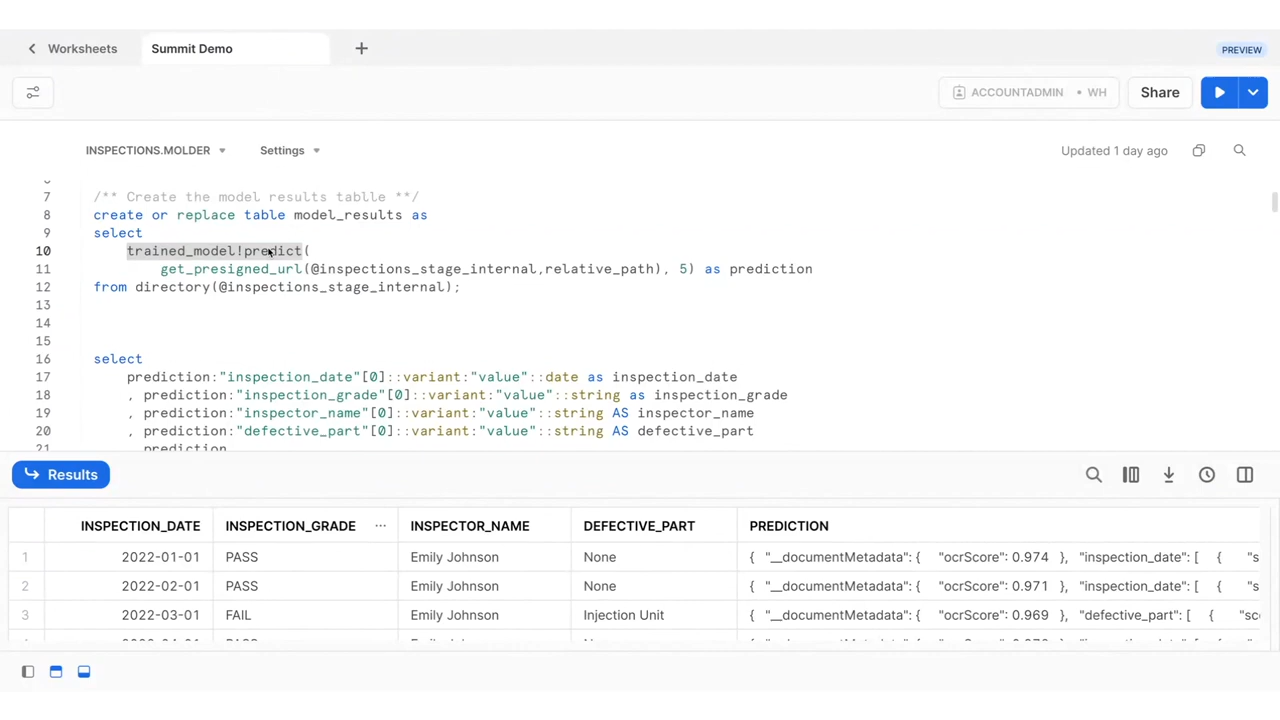 Worksheets
Summit Demo
PREVIEW
ACCOUNTADMIN • WH
Share
INSPECTIONS.MOLDER
Settings
Updated 1 day ago
7 /** Create the model results tablle **/
8 create or replace table model_results as
9 select
10 trained_model!predict(
11 get_presigned_url(@inspections_stage_internal,relative_path), 5) as prediction
12 from directory(@inspections_stage_internal);
13
14
15
16 select
17 prediction:"inspection_date"[0]::variant:"value"::date as inspection_date
18 , prediction:"inspection_grade"[0]::variant:"value"::string as inspection_grade
19 , prediction:"inspector_name"[0]::variant:"value"::string AS inspector_name
20 , prediction:"defective_part"[0]::variant:"value"::string AS defective_part
21 prediction
Results
INSPECTION_DATE INSPECTION_GRADE ... INSPECTOR_NAME DEFECTIVE_PART PREDICTION
1 2022-01-01 PASS Emily Johnson None { "__documentMetadata": { "ocrScore": 0.974 }, "inspection_date": [ { "s
2 2022-02-01 PASS Emily Johnson None { "__documentMetadata": { "ocrScore": 0.971 }, "inspection_date": [ { "s
3 2022-03-01 FAIL Emily Johnson Injection Unit { "__documentMetadata": { "ocrScore": 0.969 }, "defective_part": [ { "sc